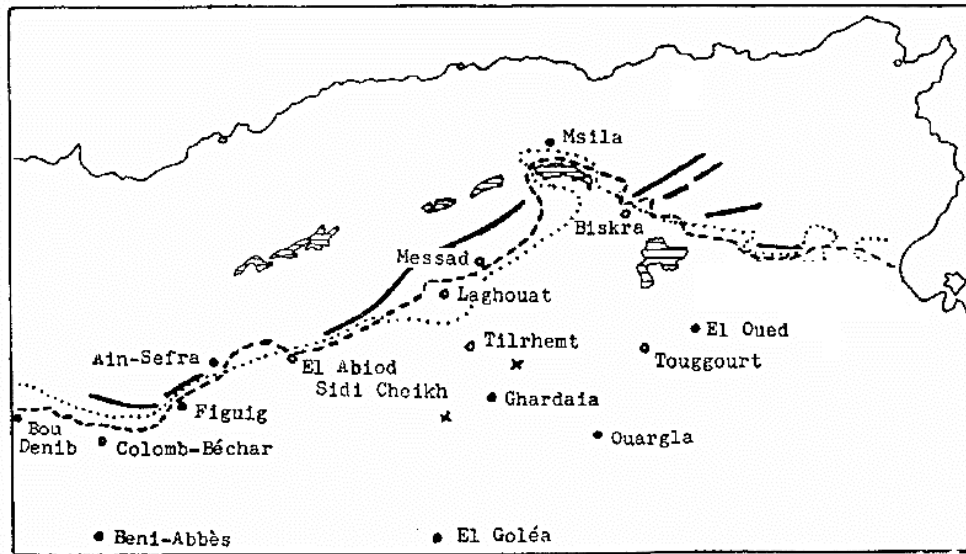 Msila
Biskra
Messad
Laghouat
El Oued
Tilrhemt
Touggourt
Ain-Sefra
El Abiod
Sidi Cheikh
Ghardaia
Figuig
Bou
Denib
Colomb-Béchar
Ouargla
Beni-Abbès
El Goléa